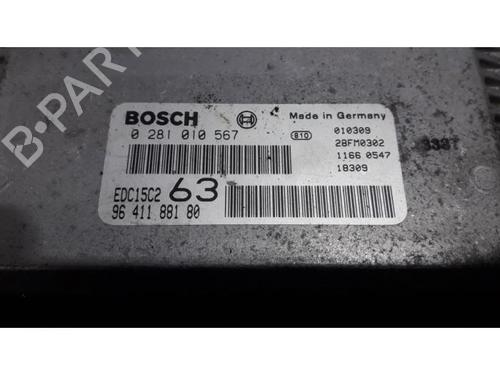 BOSCH
Made in Germany
0 281 010 567
810
010309
28FM0302
1166 0547
18309
EDC15C2 63
96 411 881 80
B-PARTS